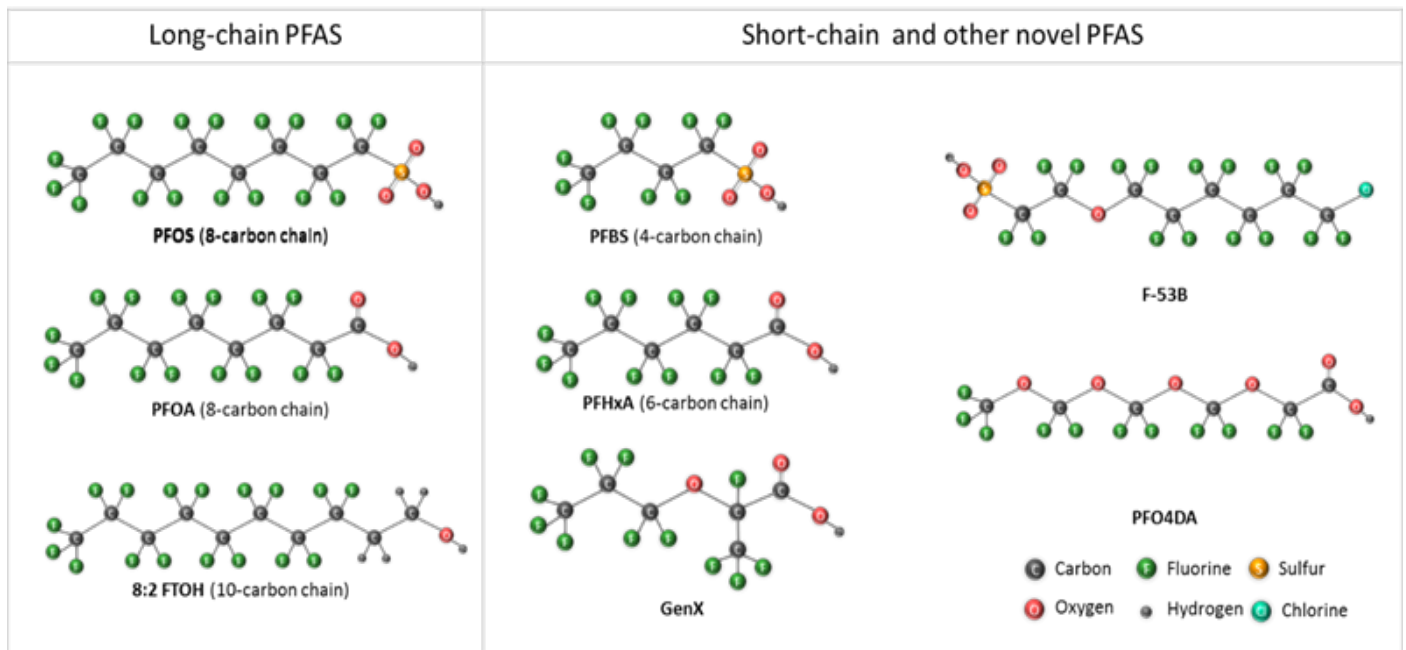 Long-chain PFAS
Short-chain and other novel PFAS
PFOS (8-carbon chain)
PFOA (8-carbon chain)
8:2 FTOH (10-carbon chain)
PFBS (4-carbon chain)
PFHxA (6-carbon chain)
GenX
F-53B
PFO4DA
C Carbon
F Fluorine
S Sulfur
O Oxygen
Hydrogen
Chlorine